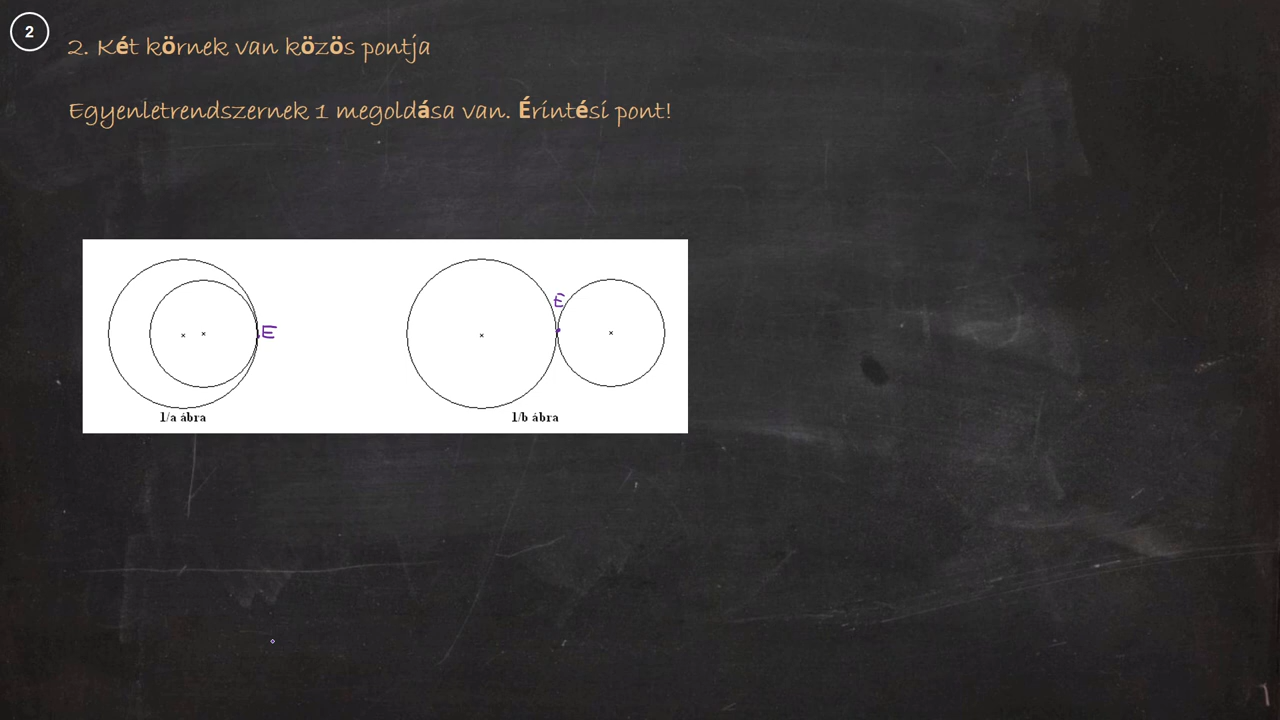 2
2. Két körnek van közös pontja
Egyenletrendszernek 1 megoldása van. Érintési pont!
E
E
1/a ábra
1/b ábra